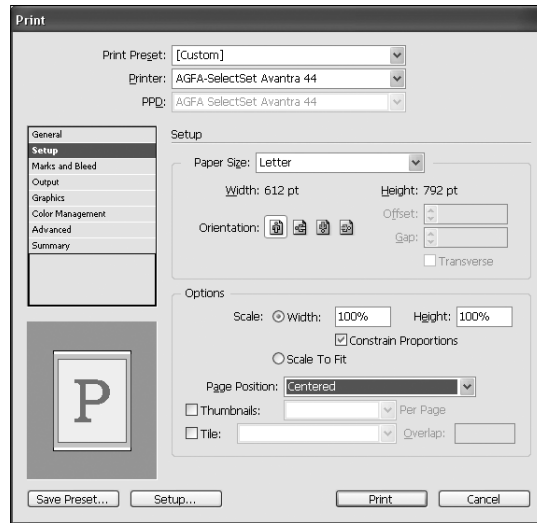 Print
Print Preset: [Custom]
Printer: AGFA-SelectSet Avantra 44
PPD: AGFA SelectSet Avantra 44
General
Setup
Marks and Bleed
Output
Graphics
Color Management
Advanced
Summary
Setup
Paper Size: Letter
Width: 612 pt Height: 792 pt
Orientation: Offset:
Gap:
Transverse
Options
Scale: Width: 100% Height: 100%
Constrain Proportions
Scale To Fit
Page Position: Centered
Thumbnails: Per Page
Tile: Overlap:
P
Save Preset... Setup... Print Cancel